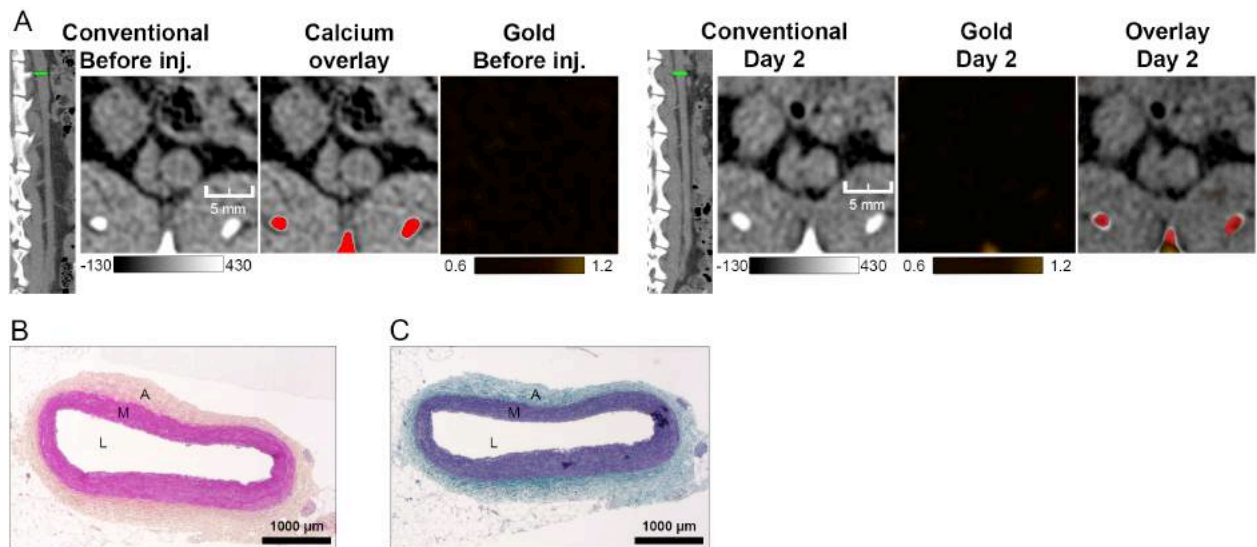 A
Conventional
Before inj.
Calcium
overlay
Gold
Before inj.
Conventional
Day 2
Gold
Day 2
Overlay
Day 2
5 mm
5 mm
-130 430
0.6 1.2
-130 430
0.6 1.2
B
A
M
L
1000 µm
C
A
M
L
1000 µm